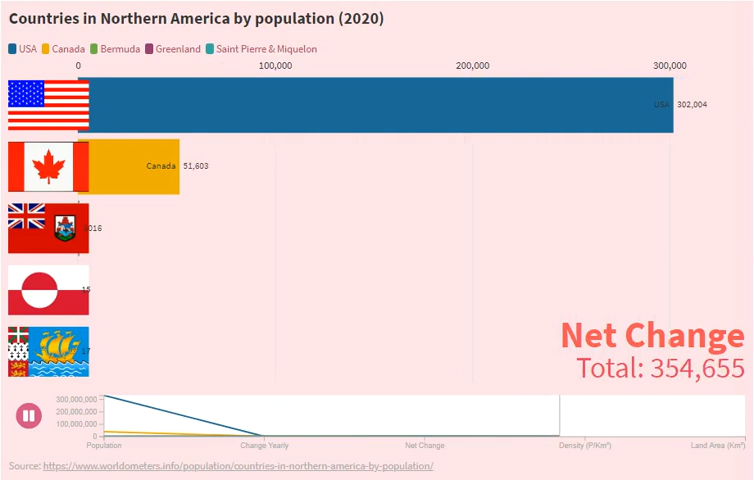 Countries in Northern America by population (2020)
USA Canada Bermuda Greenland Saint Pierre & Miquelon
0 100,000 200,000 300,000
USA 302,004
Canada 51,603
016
15
17
Net Change
Total: 354,655
300,000,000
200,000,000
100,000,000
0
Population Change Yearly Net Change Density (P/Km²) Land Area (Km²)
Source: https://www.worldometers.info/population/countries-in-northern-america-by-population/